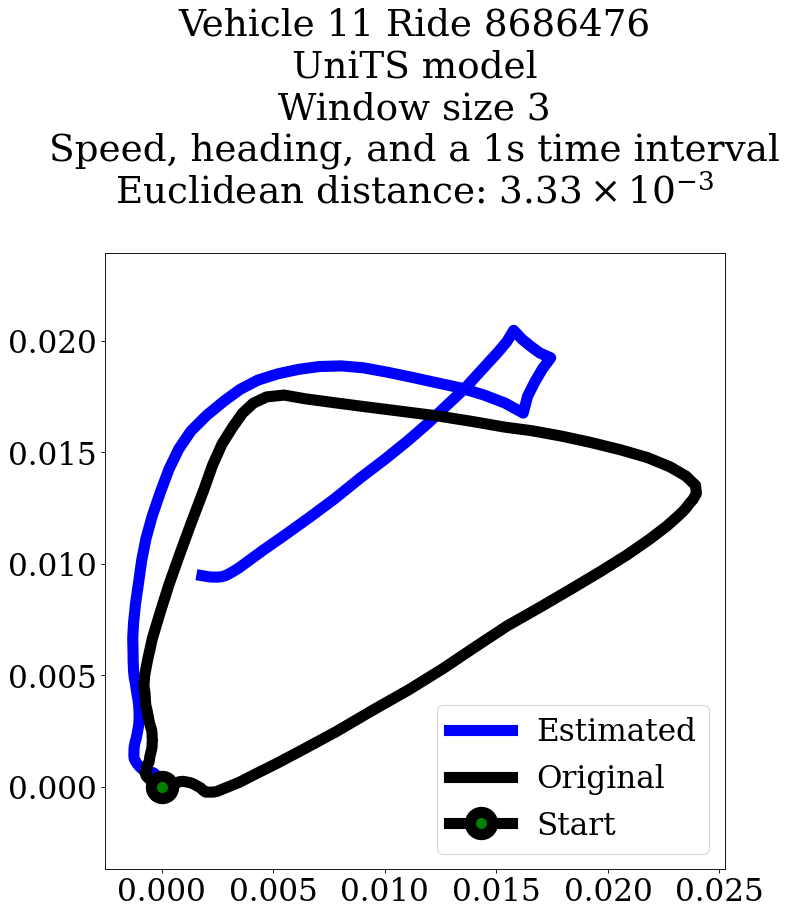 Vehicle 11 Ride 8686476
UniTS model
Window size 3
Speed, heading, and a 1s time interval
Euclidean distance: 3.33 × 10⁻³
0.020
0.015
0.010
0.005
0.000
Estimated
Original
Start
0.000 0.005 0.010 0.015 0.020 0.025